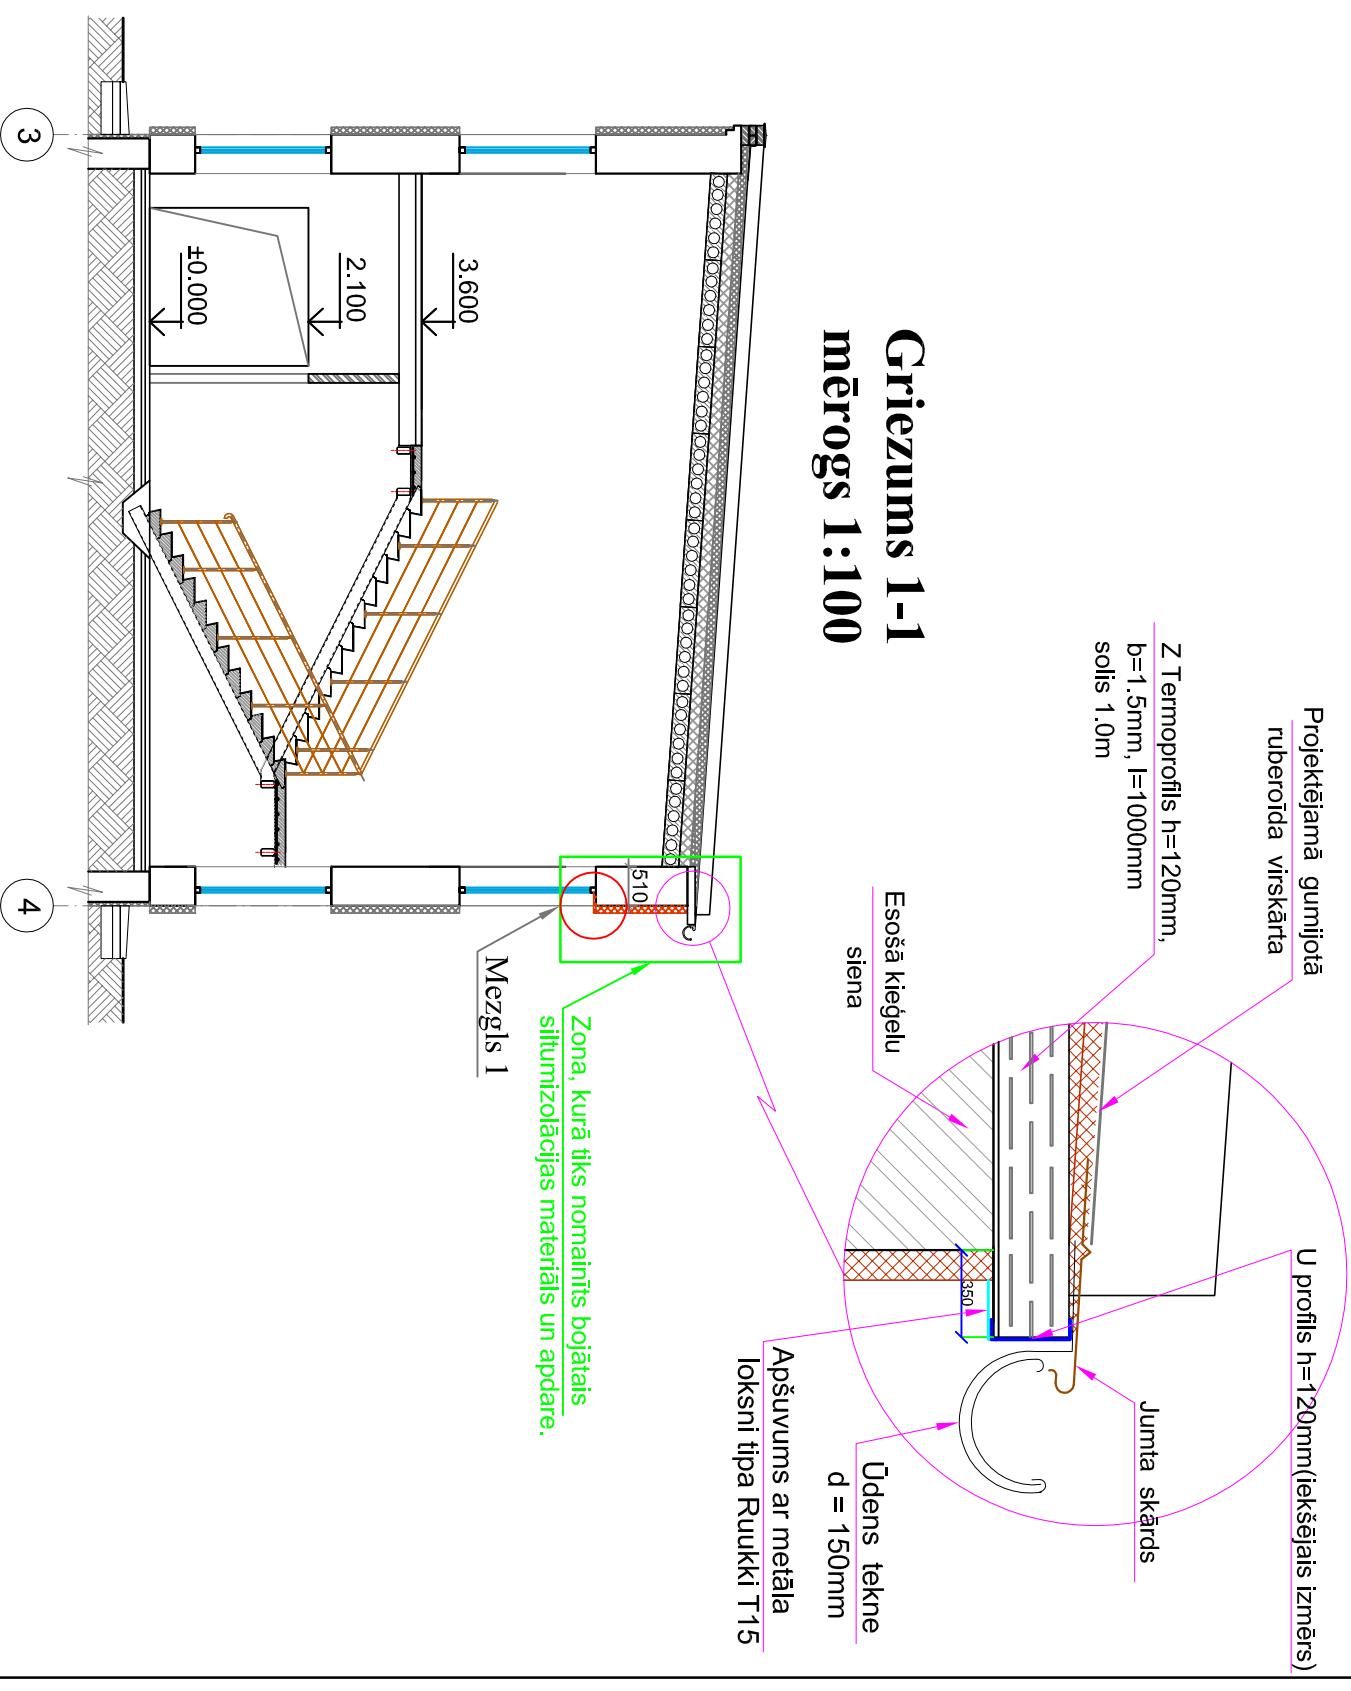 Griezums 1-1
mērogs 1:100
Projektējamā gumijotā
ruberoīda virskārta
Z Termoprofils h=120mm,
b=1.5mm, l=1000mm
solis 1.0m
U profils h=120mm(iekšējais izmērs)
Jumta skārds
Esošā ķieģeļu
siena
350
Ūdens tekne
d = 150mm
Apšuvums ar metāla
loksni tipa Ruukki T15
3.600
2.100
±0.000
510
Mezgls 1
Zona, kurā tiks nomainīts bojātais
siltumizolācijas materiāls un apdare.
3
4